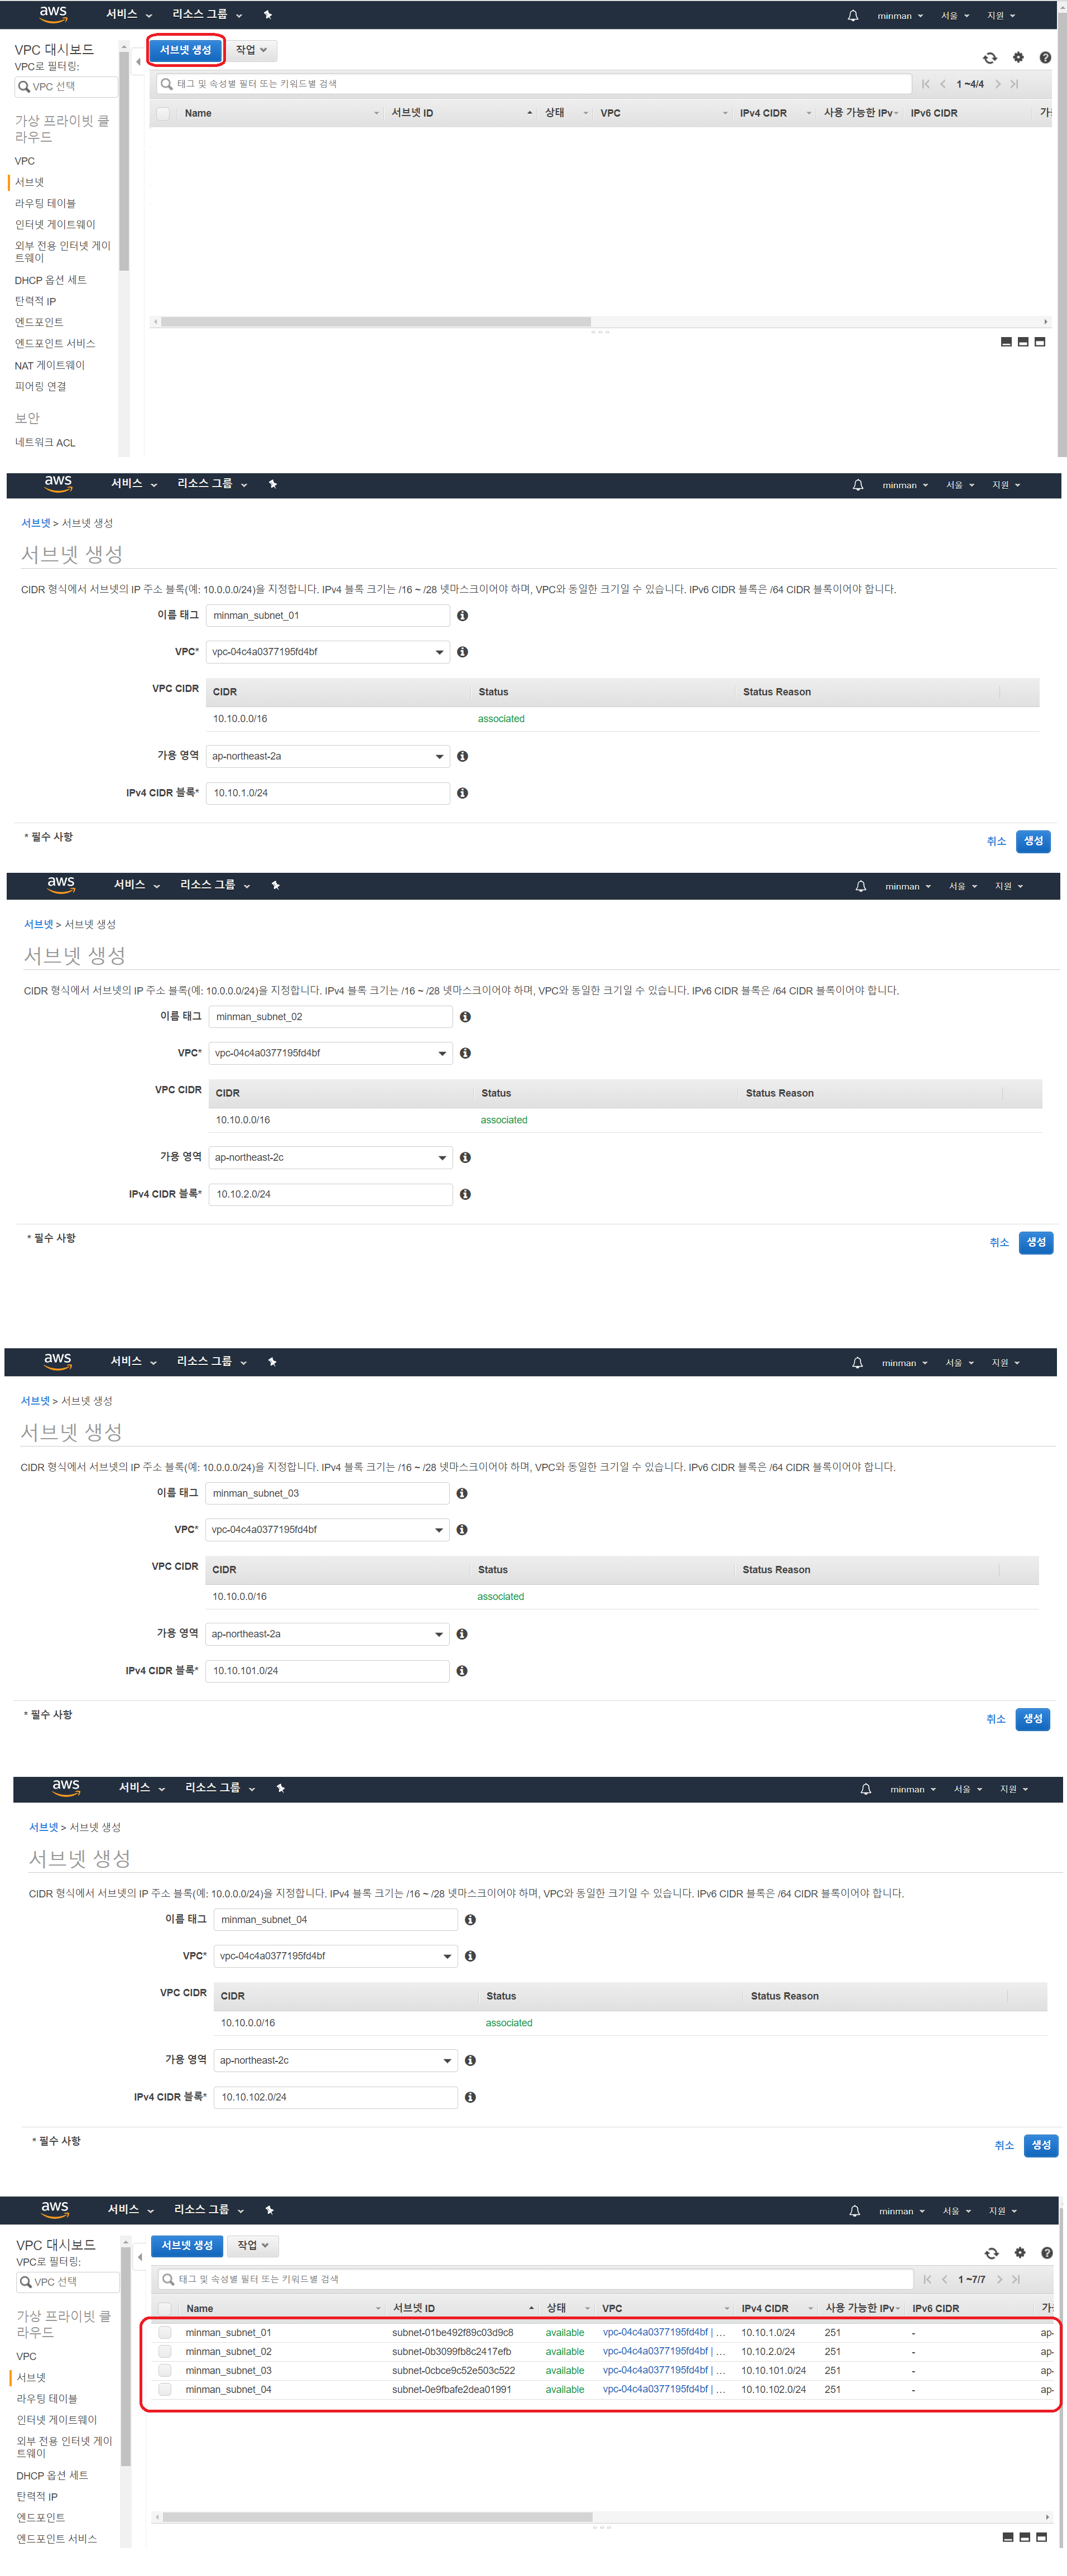 aws 서비스 리소스 그룹 minman 서울 지원
VPC 대시보드 서브넷 생성 작업
VPC로 필터링:
VPC 선택 태그 및 속성별 필터 또는 키워드별 검색 1 ~4/4
Name 서브넷 ID 상태 VPC IPv4 CIDR 사용 가능한 IPv IPv6 CIDR 가
가상 프라이빗 클
라우드
VPC
서브넷
라우팅 테이블
인터넷 게이트웨이
외부 전용 인터넷 게이
트웨이
DHCP 옵션 세트
탄력적 IP
엔드포인트
엔드포인트 서비스
NAT 게이트웨이
피어링 연결
보안
네트워크 ACL
aws 서비스 리소스 그룹 minman 서울 지원
서브넷 > 서브넷 생성
서브넷 생성
CIDR 형식에서 서브넷의 IP 주소 블록(예: 10.0.0.0/24)을 지정합니다. IPv4 블록 크기는 /16 ~ /28 넷마스크이어야 하며, VPC와 동일한 크기일 수 있습니다. IPv6 CIDR 블록은 /64 CIDR 블록이어야 합니다.
이름 태그 minman_subnet_01
VPC* vpc-04c4a0377195fd4bf
VPC CIDR CIDR Status Status Reason
10.10.0.0/16 associated
가용 영역 ap-northeast-2a
IPv4 CIDR 블록* 10.10.1.0/24
* 필수 사항 취소 생성
aws 서비스 리소스 그룹 minman 서울 지원
서브넷 > 서브넷 생성
서브넷 생성
CIDR 형식에서 서브넷의 IP 주소 블록(예: 10.0.0.0/24)을 지정합니다. IPv4 블록 크기는 /16 ~ /28 넷마스크이어야 하며, VPC와 동일한 크기일 수 있습니다. IPv6 CIDR 블록은 /64 CIDR 블록이어야 합니다.
이름 태그 minman_subnet_02
VPC* vpc-04c4a0377195fd4bf
VPC CIDR CIDR Status Status Reason
10.10.0.0/16 associated
가용 영역 ap-northeast-2c
IPv4 CIDR 블록* 10.10.2.0/24
* 필수 사항 취소 생성
aws 서비스 리소스 그룹 minman 서울 지원
서브넷 > 서브넷 생성
서브넷 생성
CIDR 형식에서 서브넷의 IP 주소 블록(예: 10.0.0.0/24)을 지정합니다. IPv4 블록 크기는 /16 ~ /28 넷마스크이어야 하며, VPC와 동일한 크기일 수 있습니다. IPv6 CIDR 블록은 /64 CIDR 블록이어야 합니다.
이름 태그 minman_subnet_03
VPC* vpc-04c4a0377195fd4bf
VPC CIDR CIDR Status Status Reason
10.10.0.0/16 associated
가용 영역 ap-northeast-2a
IPv4 CIDR 블록* 10.10.101.0/24
* 필수 사항 취소 생성
aws 서비스 리소스 그룹 minman 서울 지원
서브넷 > 서브넷 생성
서브넷 생성
CIDR 형식에서 서브넷의 IP 주소 블록(예: 10.0.0.0/24)을 지정합니다. IPv4 블록 크기는 /16 ~ /28 넷마스크이어야 하며, VPC와 동일한 크기일 수 있습니다. IPv6 CIDR 블록은 /64 CIDR 블록이어야 합니다.
이름 태그 minman_subnet_04
VPC* vpc-04c4a0377195fd4bf
VPC CIDR CIDR Status Status Reason
10.10.0.0/16 associated
가용 영역 ap-northeast-2c
IPv4 CIDR 블록* 10.10.102.0/24
* 필수 사항 취소 생성
aws 서비스 리소스 그룹 minman 서울 지원
VPC 대시보드 서브넷 생성 작업
VPC로 필터링:
VPC 선택 태그 및 속성별 필터 또는 키워드별 검색 1 ~7/7
Name 서브넷 ID 상태 VPC IPv4 CIDR 사용 가능한 IPv IPv6 CIDR 가
minman_subnet_01 subnet-01be492f89c03d9c8 available vpc-04c4a0377195fd4bf | ... 10.10.1.0/24 251 - ap-
minman_subnet_02 subnet-0b3099fb8c2417efb available vpc-04c4a0377195fd4bf | ... 10.10.2.0/24 251 - ap-
minman_subnet_03 subnet-0cbce9c52e503c522 available vpc-04c4a0377195fd4bf | ... 10.10.101.0/24 251 - ap-
minman_subnet_04 subnet-0e9fbafe2dea01991 available vpc-04c4a0377195fd4bf | ... 10.10.102.0/24 251 - ap-
가상 프라이빗 클
라우드
VPC
서브넷
라우팅 테이블
인터넷 게이트웨이
외부 전용 인터넷 게이
트웨이
DHCP 옵션 세트
탄력적 IP
엔드포인트
엔드포인트 서비스